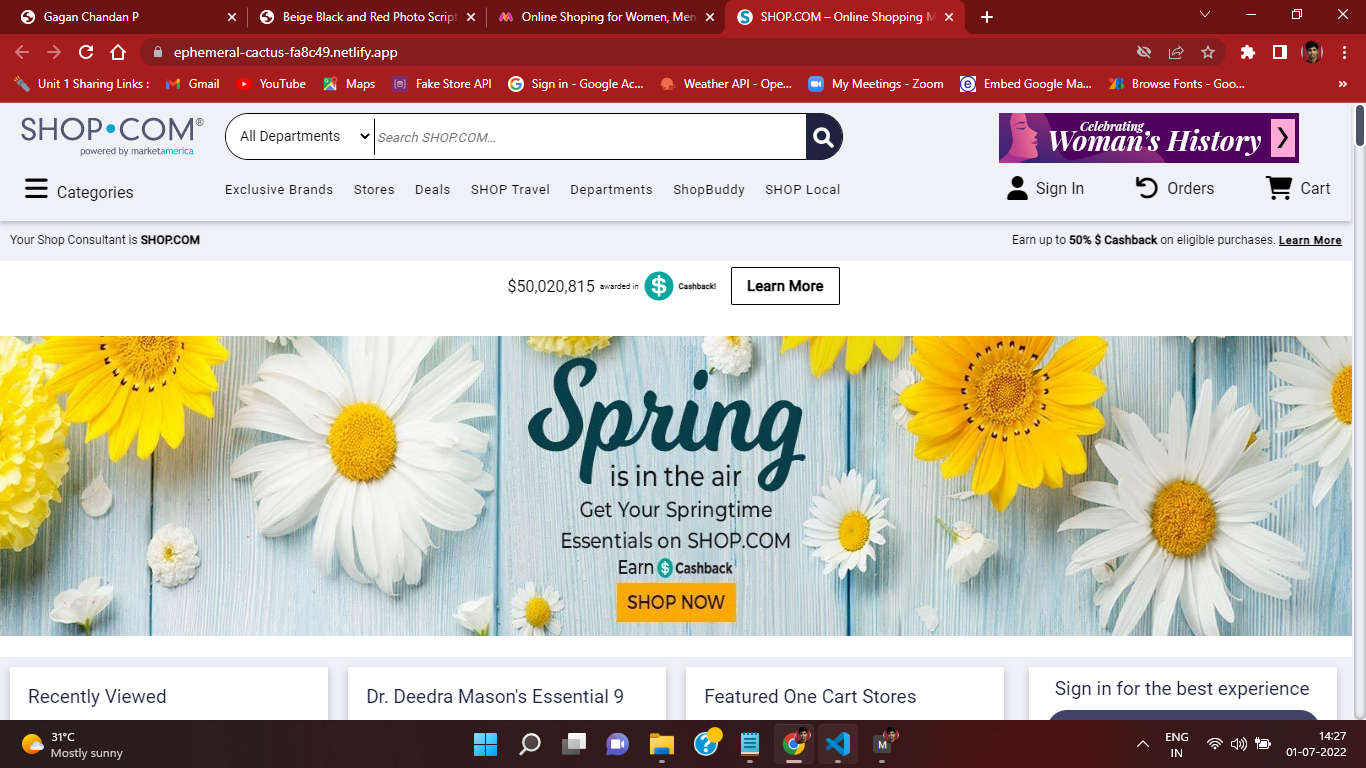 Gagan Chandan P
Beige Black and Red Photo Script
Online Shoping for Women, Men
SHOP.COM – Online Shopping M
ephemeral-cactus-fa8c49.netlify.app
Unit 1 Sharing Links :
Gmail
YouTube
Maps
Fake Store API
Sign in - Google Ac...
Weather API - Ope...
My Meetings - Zoom
Embed Google Ma...
Browse Fonts - Goo...
»
SHOP•COM®
powered by marketamerica
All Departments
Search SHOP.COM...
Celebrating
Woman's History
Categories
Exclusive Brands
Stores
Deals
SHOP Travel
Departments
ShopBuddy
SHOP Local
Sign In
Orders
Cart
Your Shop Consultant is SHOP.COM
Earn up to 50% $ Cashback on eligible purchases. Learn More
$50,020,815 awarded in $ Cashback!
Learn More
Spring
is in the air
Get Your Springtime
Essentials on SHOP.COM
Earn $ Cashback
SHOP NOW
Recently Viewed
Dr. Deedra Mason's Essential 9
Featured One Cart Stores
Sign in for the best experience
31°C
Mostly sunny
M
ENG
IN
14:27
01-07-2022